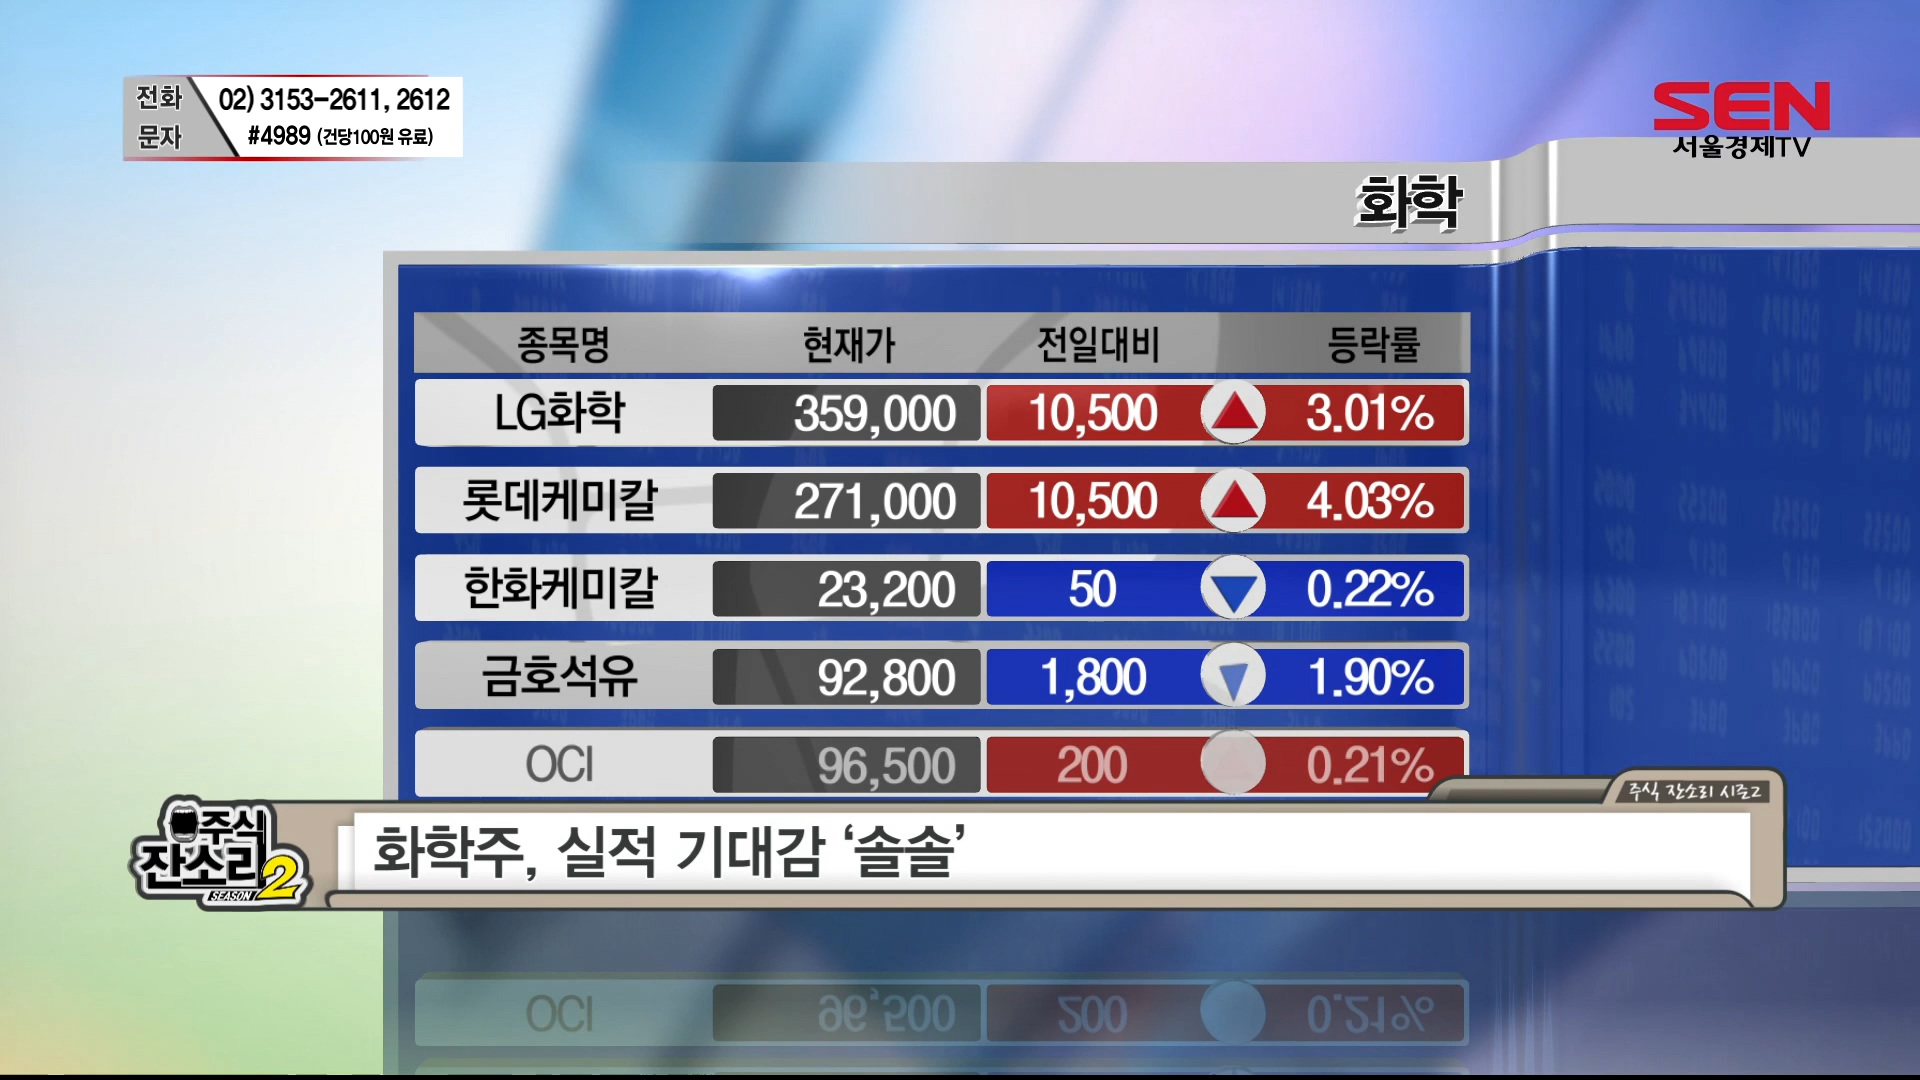 전화 02) 3153-2611, 2612
문자 #4989 (건당100원 유료)
SEN
서울경제TV
화학
종목명 현재가 전일대비 등락률
LG화학 359,000 10,500 3.01%
롯데케미칼 271,000 10,500 4.03%
한화케미칼 23,200 50 0.22%
금호석유 92,800 1,800 1.90%
OCI 96,500 200 0.21%
주식 잔소리 시즌2
주식
잔소리 2
SEASON
화학주, 실적 기대감 ‘솔솔’